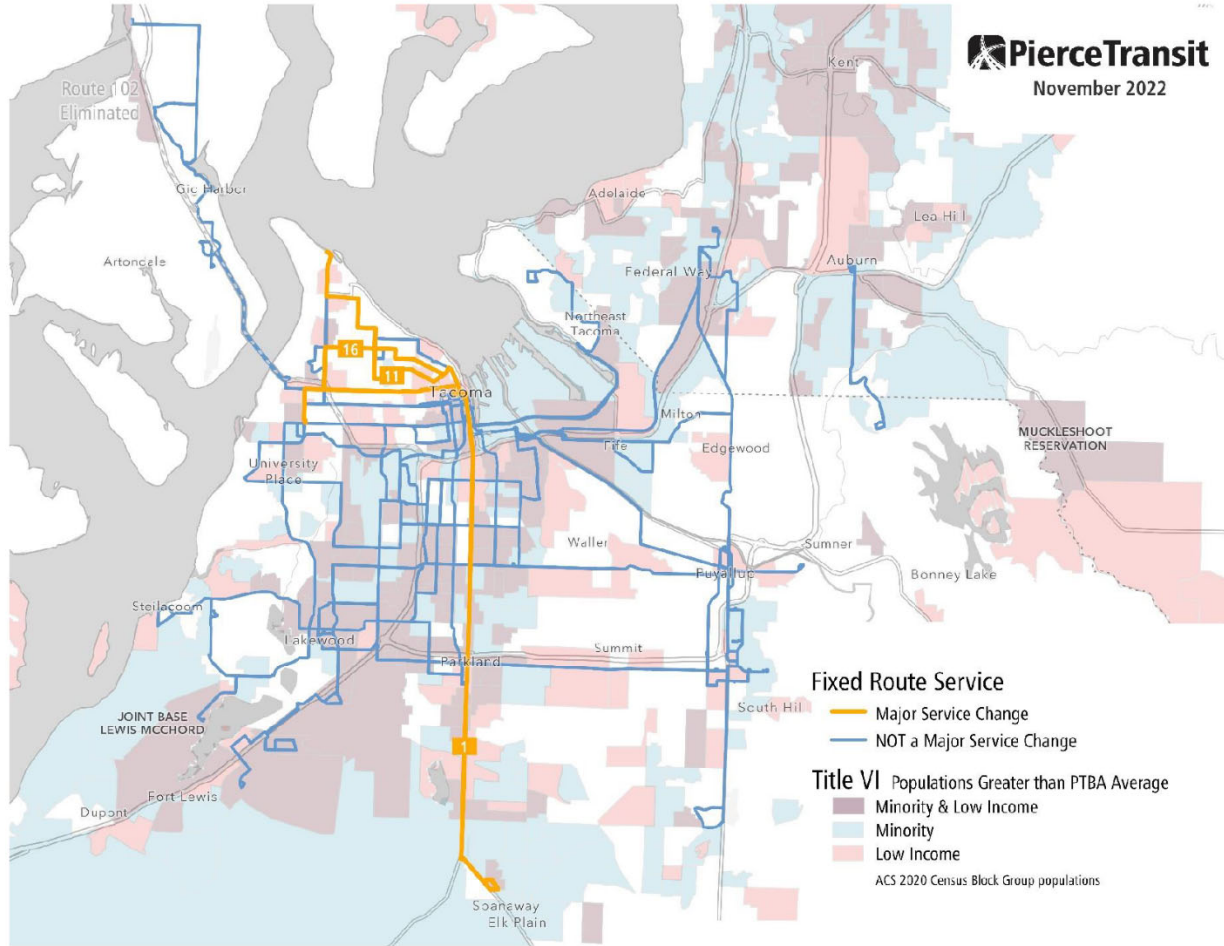 PierceTransit
November 2022
Route 102
Eliminated
Kent
Gig Harbor
Adelaide
Lea Hill
Artondale
Federal Way
Auburn
Northeast
Tacoma
16
11
Tacoma
Milton
Fife
Edgewood
MUCKLESHOOT
RESERVATION
University
Place
Waller
Sumner
Puyallup
Bonney Lake
Steilacoom
Lakewood
Summit
Parkland
JOINT BASE
LEWIS MCCHORD
South Hil
1
Fort Lewis
Dupont
Spanaway
Elk Plain
Fixed Route Service
Major Service Change
NOT a Major Service Change
Title VI Populations Greater than PTBA Average
Minority & Low Income
Minority
Low Income
ACS 2020 Census Block Group populations